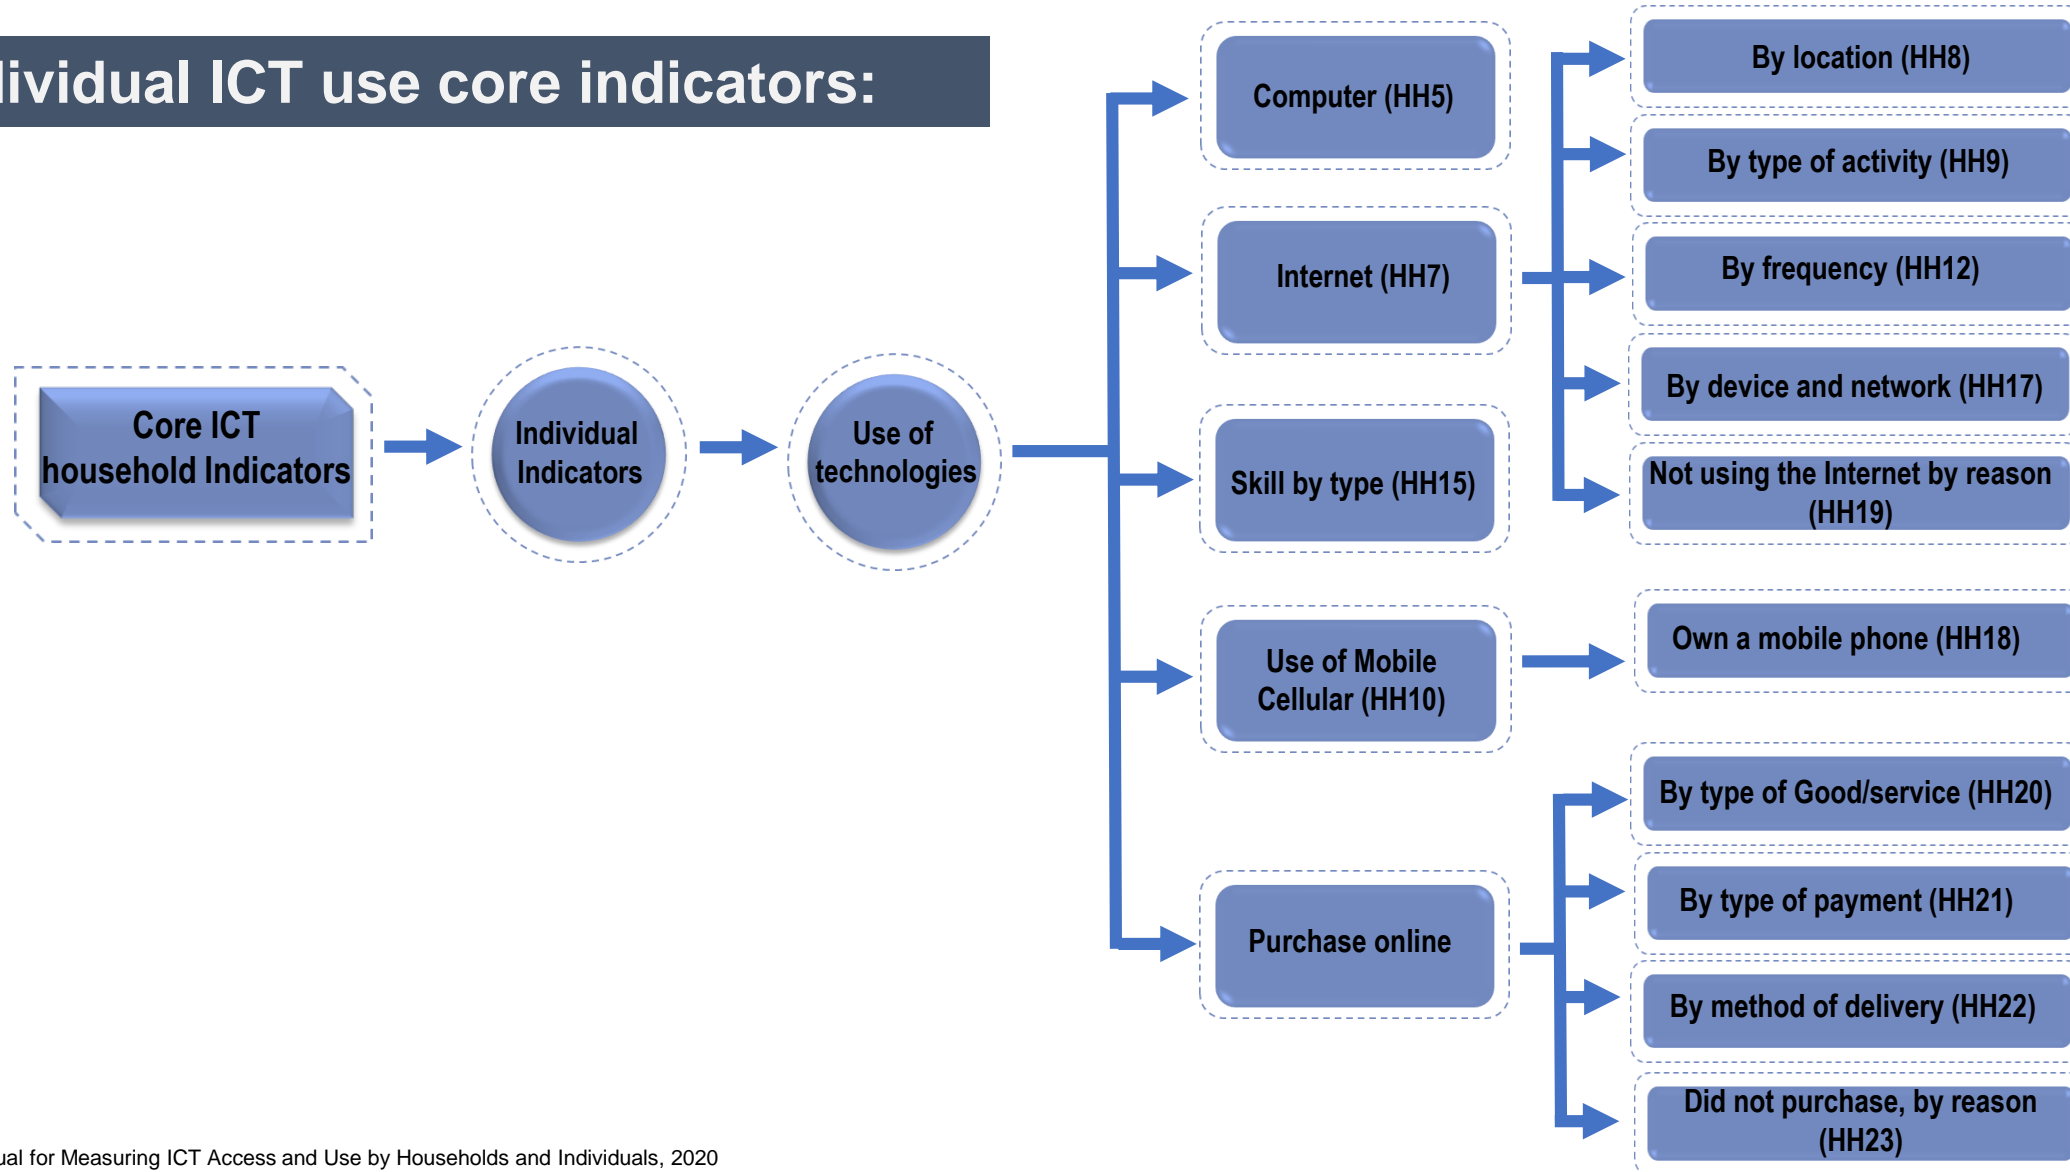 dividual ICT use core indicators:
Core ICT
household Indicators
Individual
Indicators
Use of
technologies
Computer (HH5)
Internet (HH7)
Skill by type (HH15)
Use of Mobile
Cellular (HH10)
Purchase online
By location (HH8)
By type of activity (HH9)
By frequency (HH12)
By device and network (HH17)
Not using the Internet by reason
(HH19)
Own a mobile phone (HH18)
By type of Good/service (HH20)
By type of payment (HH21)
By method of delivery (HH22)
Did not purchase, by reason
(HH23)
ual for Measuring ICT Access and Use by Households and Individuals, 2020